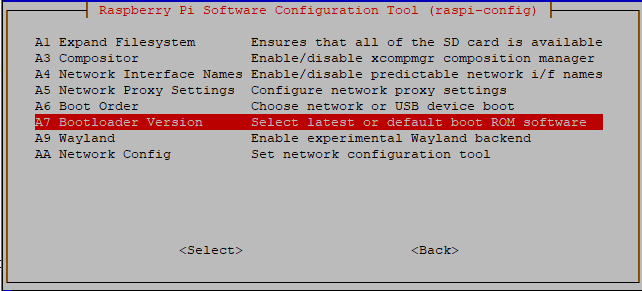 Raspberry Pi Software Configuration Tool (raspi-config)
A1 Expand Filesystem Ensures that all of the SD card is available
A3 Compositor Enable/disable xcompmgr composition manager
A4 Network Interface Names Enable/disable predictable network i/f names
A5 Network Proxy Settings Configure network proxy settings
A6 Boot Order Choose network or USB device boot
A7 Bootloader Version Select latest or default boot ROM software
A9 Wayland Enable experimental Wayland backend
AA Network Config Set network configuration tool
<Select> <Back>